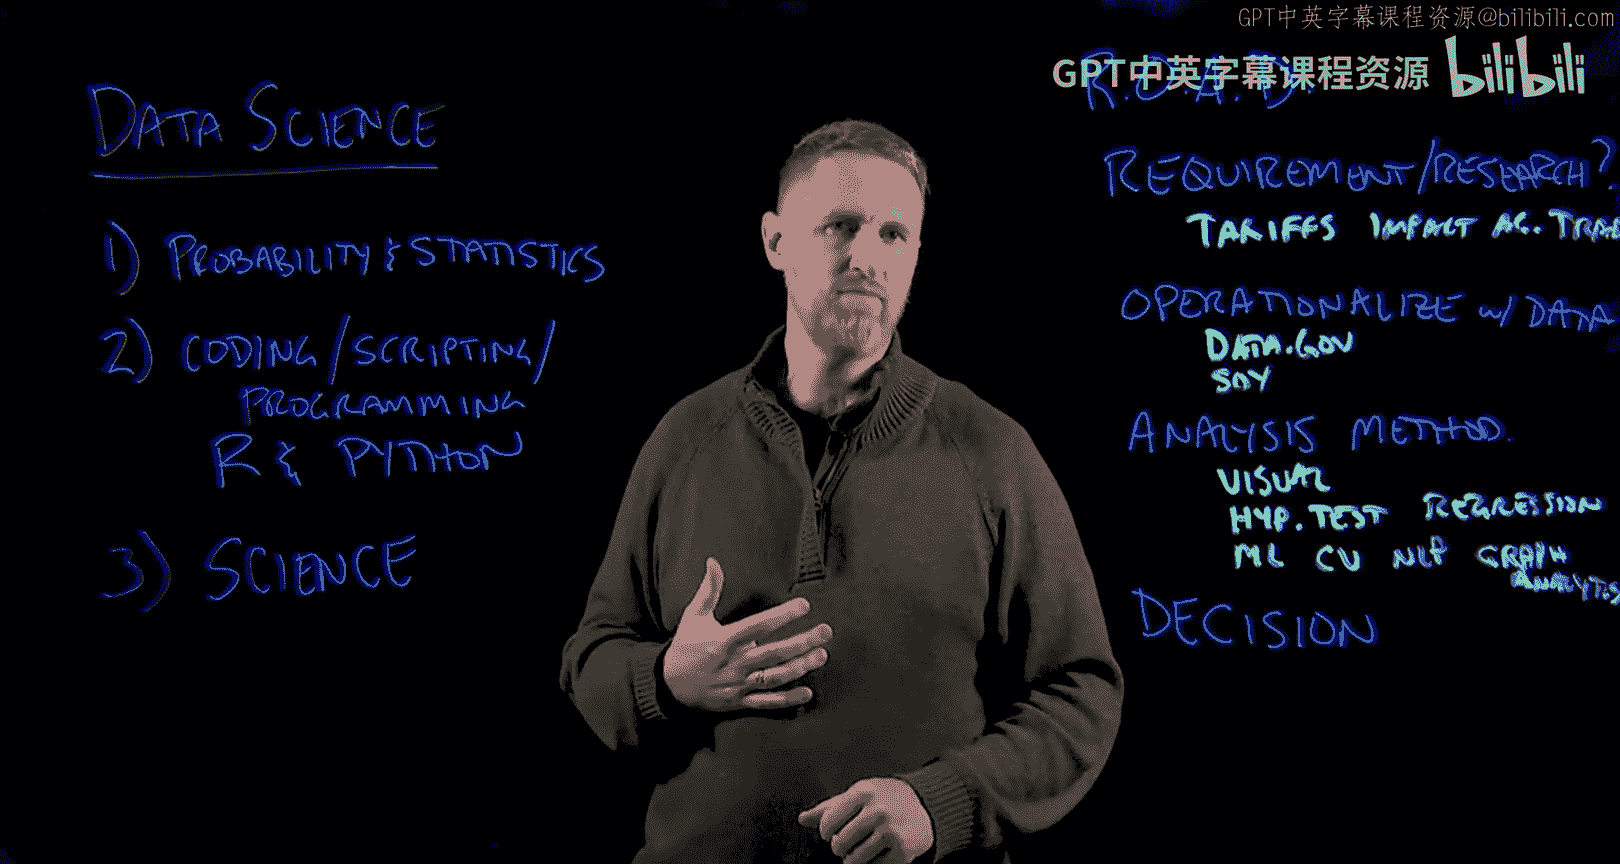 GPT中英字幕课程资源@bilibili.com
GPT中英字幕课程资源 bilibili
R.O.A.D.
DATA SCIENCE
1) PROBABILITY & STATISTICS
2) CODING/SCRIPTING/
PROGRAMMING
R & PYTHON
3) SCIENCE
REQUIREMENT/RESEARCH?
TARIFFS IMPACT AG. TRAD
OPERATIONALIZE w/ DATA
DATA.GOV
SOY
ANALYSIS METHOD.
VISUAL
HYP. TEST REGRESSION
ML CV NLP GRAPH
ANALYTICS
DECISION